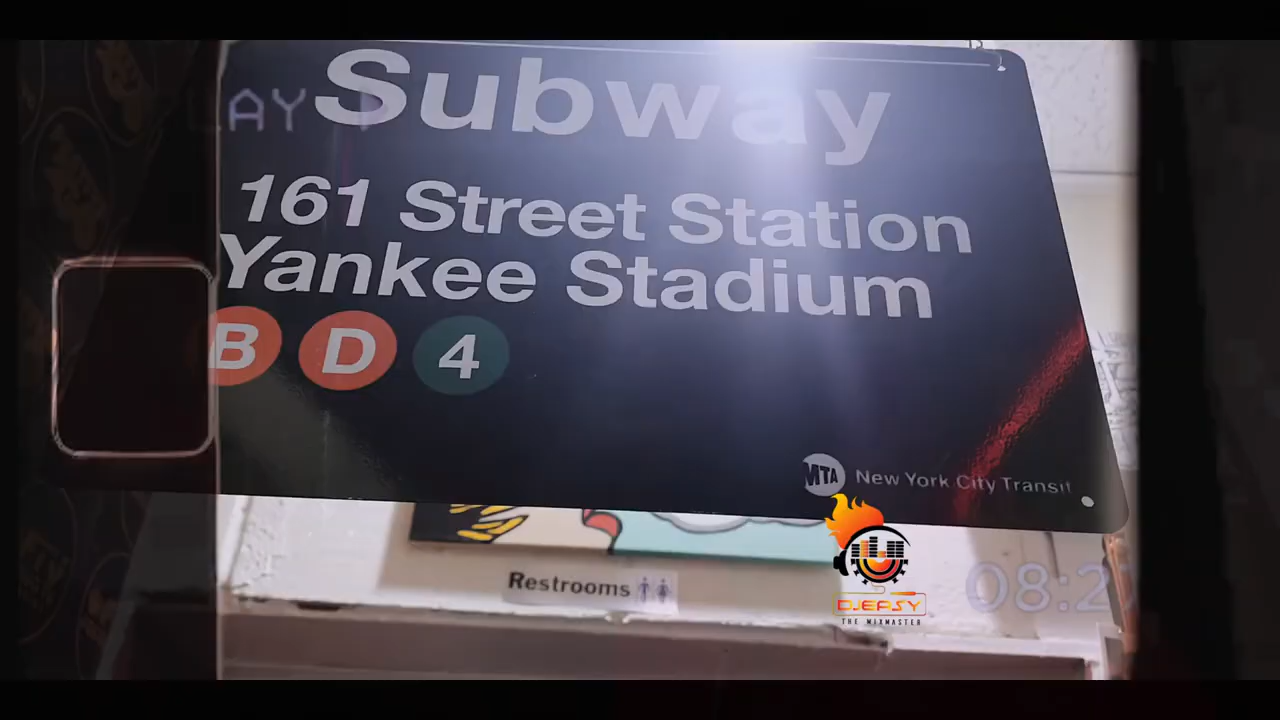 Subway
161 Street Station
Yankee Stadium
B D 4
MTA New York City Transit
Restrooms
DJEASY
THE MIXMASTER